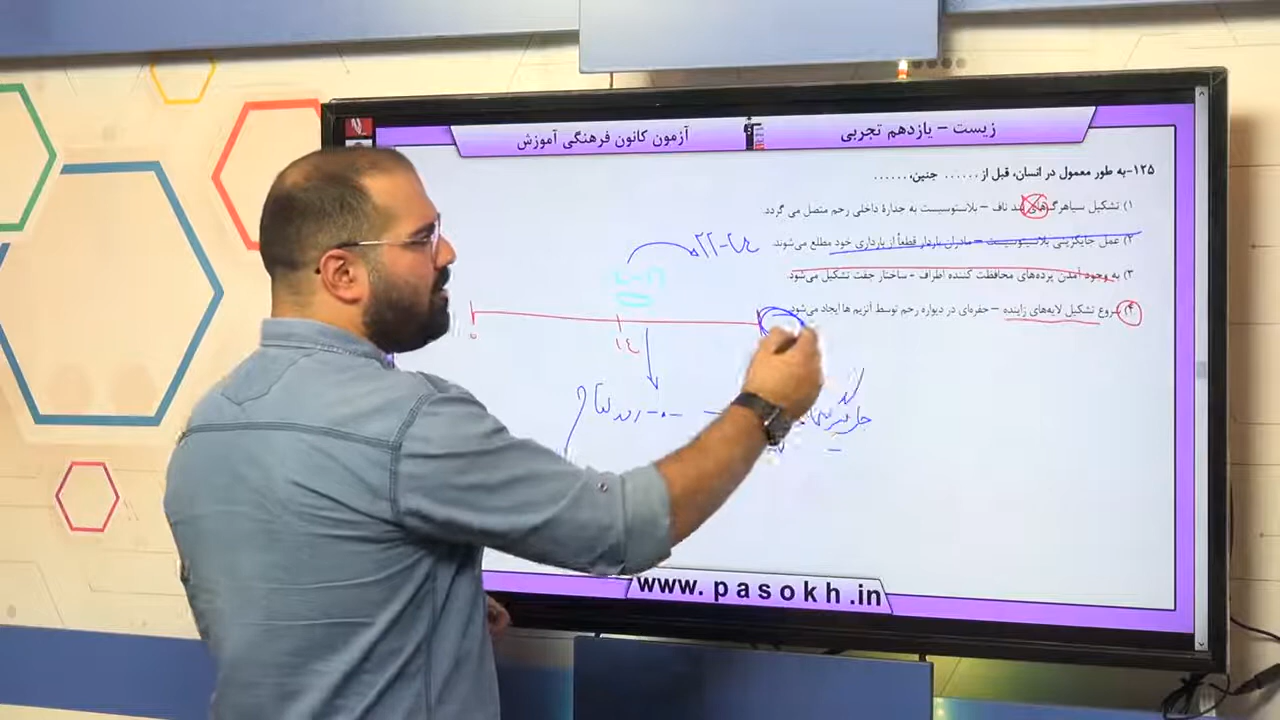 زیست – یازدهم تجربی
آزمون کانون فرهنگی آموزش
۱۲۵-به طور معمول در انسان، قبل از ...... جنین، ......
۱) تشکیل سیاهرگ‌های بند ناف – بلاستوسیست به جدارهٔ داخلی رحم متصل می گردد.
۲) عمل جایگزینی بلاستوسیست – مادران باردار قطعاً از بارداری خود مطلع می‌شوند.
۳) به وجود آمدن پرده‌های محافظت کننده اطراف - ساختار جفت تشکیل می‌شود.
۴) شروع تشکیل لایه‌های زاینده – حفره‌ای در دیواره رحم توسط آنزیم ها ایجاد می‌شود.
۲۲-۲٤
۰
۱٤
www. pasokh.in